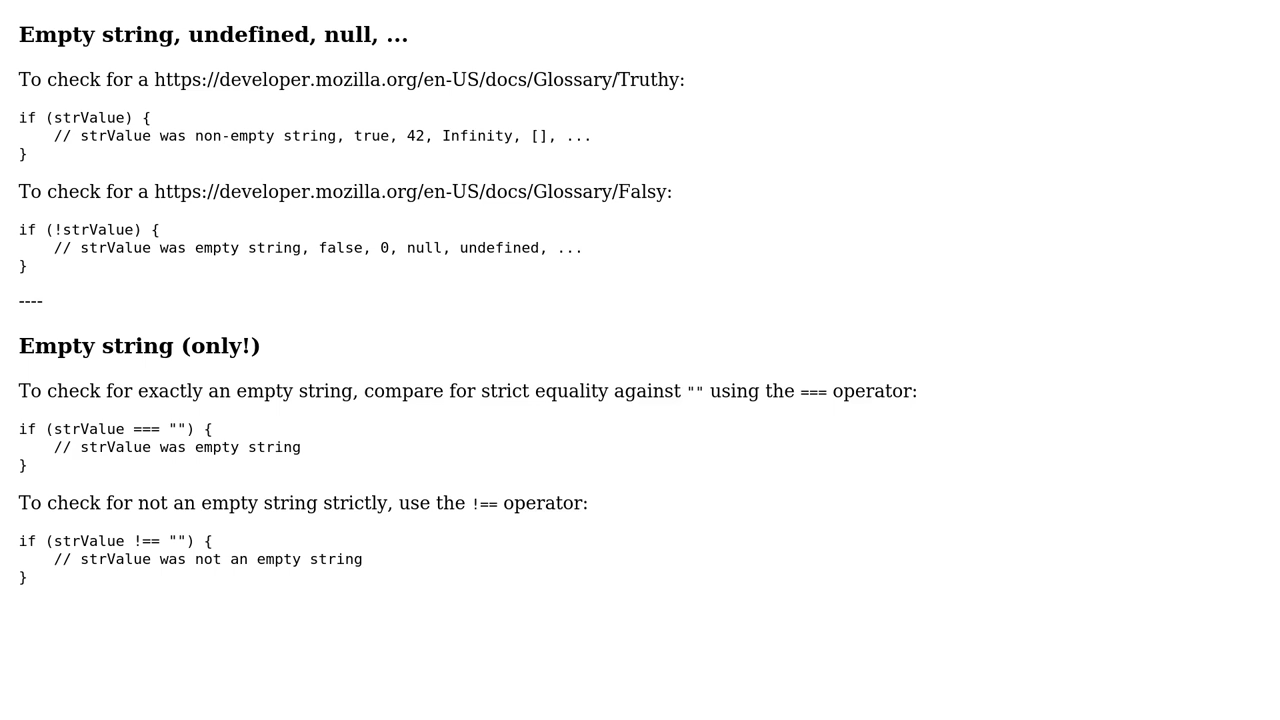 Empty string, undefined, null, ...
To check for a https://developer.mozilla.org/en-US/docs/Glossary/Truthy:
if (strValue) {
    // strValue was non-empty string, true, 42, Infinity, [], ...
}
To check for a https://developer.mozilla.org/en-US/docs/Glossary/Falsy:
if (!strValue) {
    // strValue was empty string, false, 0, null, undefined, ...
}
----
Empty string (only!)
To check for exactly an empty string, compare for strict equality against "" using the === operator:
if (strValue === "") {
    // strValue was empty string
}
To check for not an empty string strictly, use the !== operator:
if (strValue !== "") {
    // strValue was not an empty string
}